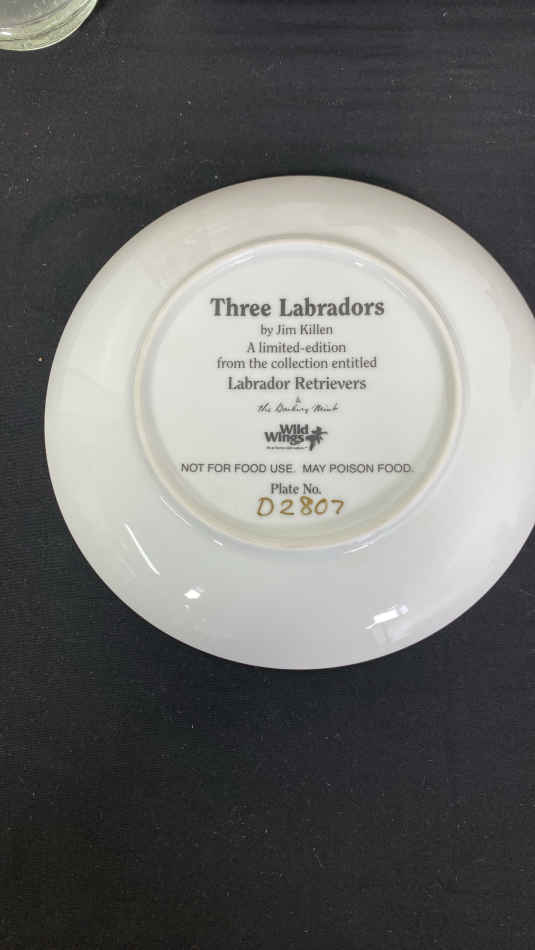 Three Labradors
by Jim Killen
A limited-edition
from the collection entitled
Labrador Retrievers
The Danbury Mint
Wild
Wings
NOT FOR FOOD USE. MAY POISON FOOD.
Plate No.
D2807